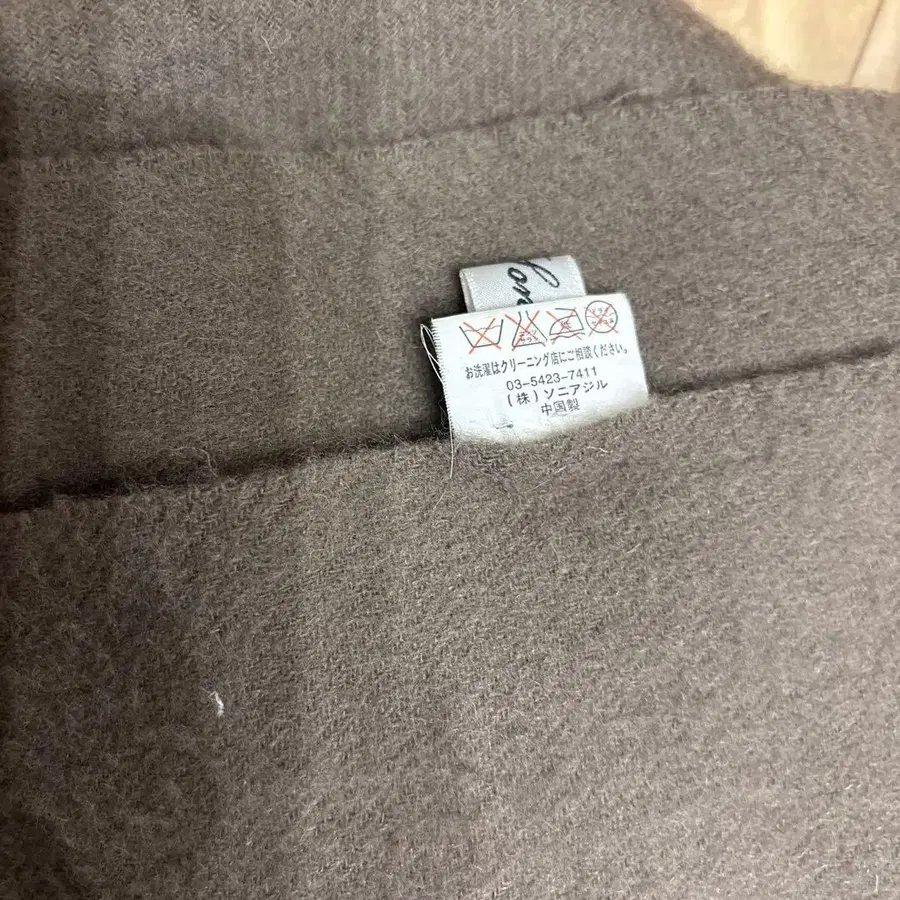 お洗濯はクリーニング店にご相談ください。
03-5423-7411
(株)ソニアジル
中国製